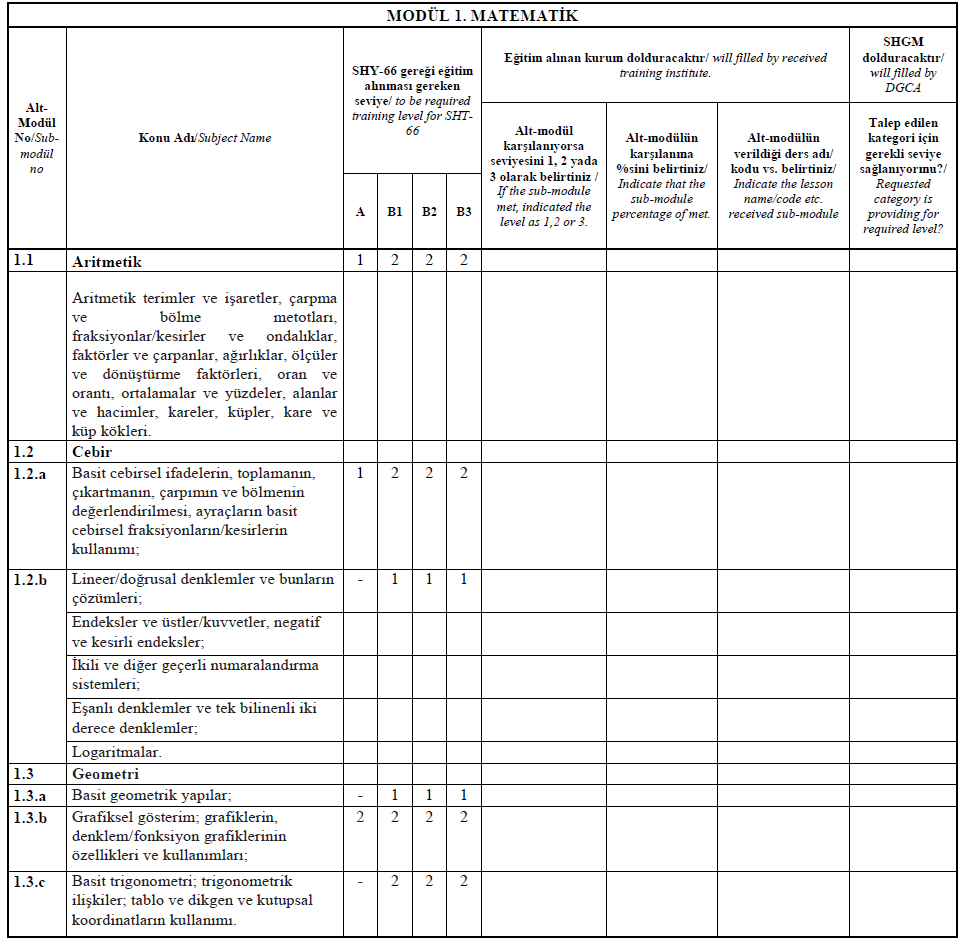 MODÜL 1. MATEMATİK
Alt-
Modül
No/Sub-
modül
no
Konu Adı/Subject Name
SHY-66 gereği eğitim
alınması gereken
seviye/ to be required
training level for SHT-
66
Eğitim alınan kurum dolduracaktır/ will filled by received
training institute.
SHGM
dolduracaktır/
will filled by
DGCA
A
B1
B2
B3
Alt-modül
karşılanıyorsa
seviyesini 1, 2 yada
3 olarak belirtiniz /
If the sub-module
met, indicated the
level as 1,2 or 3.
Alt-modülün
karşılanma
%sini belirtiniz/
Indicate that the
sub-module
percentage of met.
Alt-modülün
verildiği ders adı/
kodu vs. belirtiniz/
Indicate the lesson
name/code etc.
received sub-module
Talep edilen
kategori için
gerekli seviye
sağlanıyormu?/
Requested
category is
providing for
required level?
1.1 Aritmetik 1 2 2 2
Aritmetik terimler ve işaretler, çarpma
ve bölme metotları,
fraksiyonlar/kesirler ve ondalıklar,
faktörler ve çarpanlar, ağırlıklar, ölçüler
ve dönüştürme faktörleri, oran ve
orantı, ortalamalar ve yüzdeler, alanlar
ve hacimler, kareler, küpler, kare ve
küp kökleri.
1.2 Cebir
1.2.a Basit cebirsel ifadelerin, toplamanın, 1 2 2 2
çıkartmanın, çarpımın ve bölmenin
değerlendirilmesi, ayraçların basit
cebirsel fraksiyonların/kesirlerin
kullanımı;
1.2.b Lineer/doğrusal denklemler ve bunların - 1 1 1
çözümleri;
Endeksler ve üstler/kuvvetler, negatif
ve kesirli endeksler;
İkili ve diğer geçerli numaralandırma
sistemleri;
Eşanlı denklemler ve tek bilinenli iki
derece denklemler;
Logaritmalar.
1.3 Geometri
1.3.a Basit geometrik yapılar; - 1 1 1
1.3.b Grafiksel gösterim; grafiklerin, 2 2 2 2
denklem/fonksiyon grafiklerinin
özellikleri ve kullanımları;
1.3.c Basit trigonometri; trigonometrik - 2 2 2
ilişkiler; tablo ve dikgen ve kutupsal
koordinatların kullanımı.